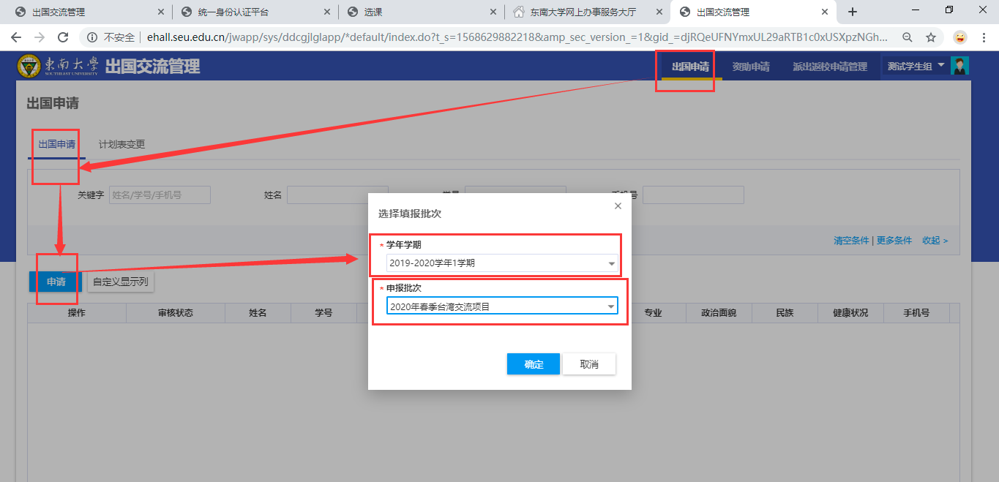 出国交流管理
统一身份认证平台
选课
东南大学网上办事服务大厅
出国交流管理
不安全
ehall.seu.edu.cn/jwapp/sys/ddcgjlglapp/*default/index.do?t_s=1568629882218&amp_sec_version_=1&gid_=djRQeUFNYmxUL29aRTB1c0xUSXpzNGh...
東南大學
SOUTHEAST UNIVERSITY
出国交流管理
出国申请
资助申请
派出返校申请管理
测试学生组
出国申请
出国申请
计划表变更
关键字
姓名/学号/手机号
姓名
手机号
清空条件 | 更多条件 收起 >
选择填报批次
* 学年学期
2019-2020学年1学期
* 申报批次
2020年春季台湾交流项目
确定
取消
申请
自定义显示列
操作
审核状态
姓名
学号
专业
政治面貌
民族
健康状况
手机号